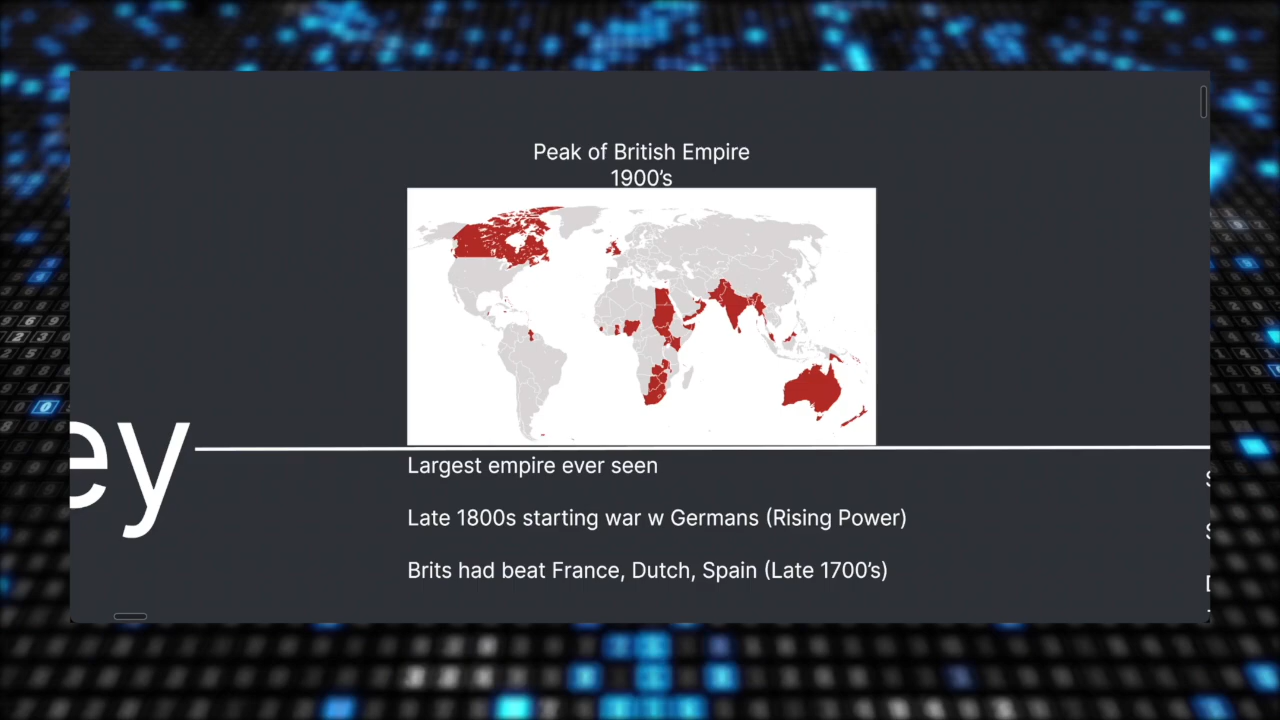 Peak of British Empire
1900's
ey
Largest empire ever seen
Late 1800s starting war w Germans (Rising Power)
Brits had beat France, Dutch, Spain (Late 1700's)